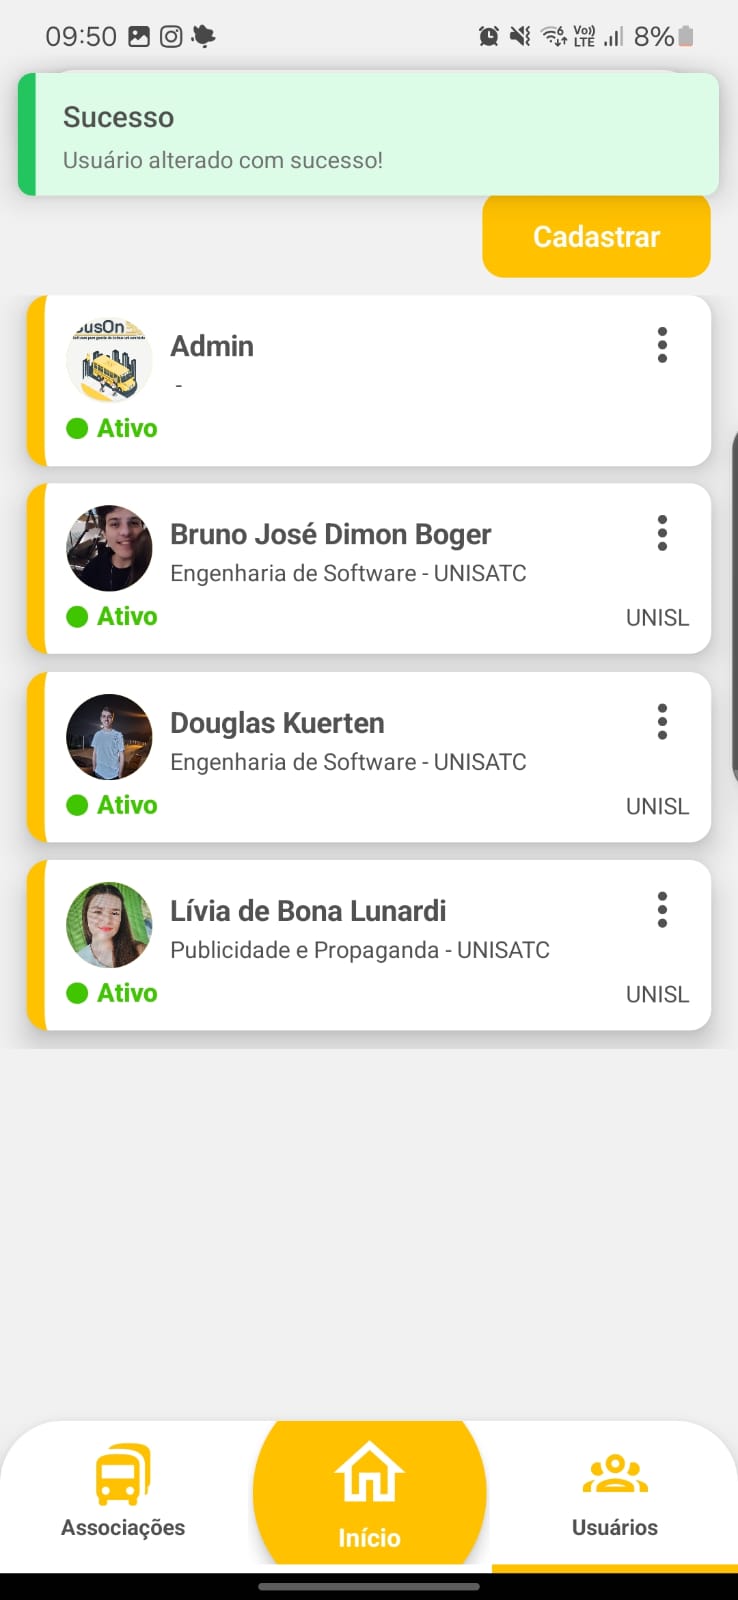 09:50
Vo))
LTE
8%
Sucesso
Usuário alterado com sucesso!
Cadastrar
Admin
-
Ativo
Bruno José Dimon Boger
Engenharia de Software - UNISATC
Ativo
UNISL
Douglas Kuerten
Engenharia de Software - UNISATC
Ativo
UNISL
Lívia de Bona Lunardi
Publicidade e Propaganda - UNISATC
Ativo
UNISL
Associações
Início
Usuários